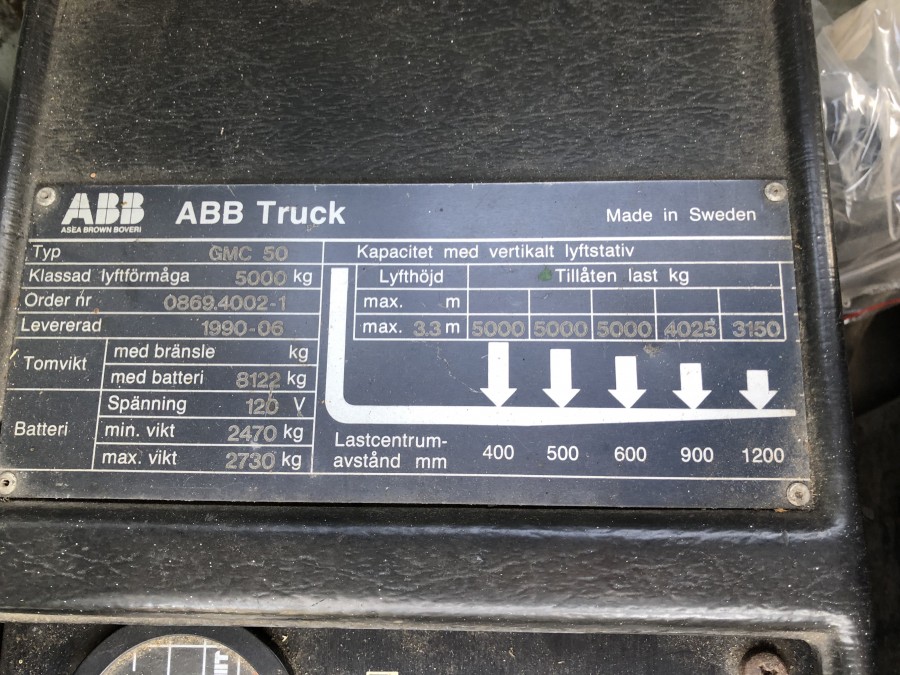 ABB
ASEA BROWN BOVERI
ABB Truck
Made in Sweden
Typ GMC 50
Klassad lyftförmåga 5000 kg
Order nr 0869.4002-1
Levererad 1990-06
Tomvikt
med bränsle kg
med batteri 8122 kg
Batteri
Spänning 120 V
min. vikt 2470 kg
max. vikt 2730 kg
Kapacitet med vertikalt lyftstativ
Lyfthöjd Tillåten last kg
max. m
max. 3.3 m 5000 5000 5000 4025 3150
Lastcentrum-
avstånd mm 400 500 600 900 1200